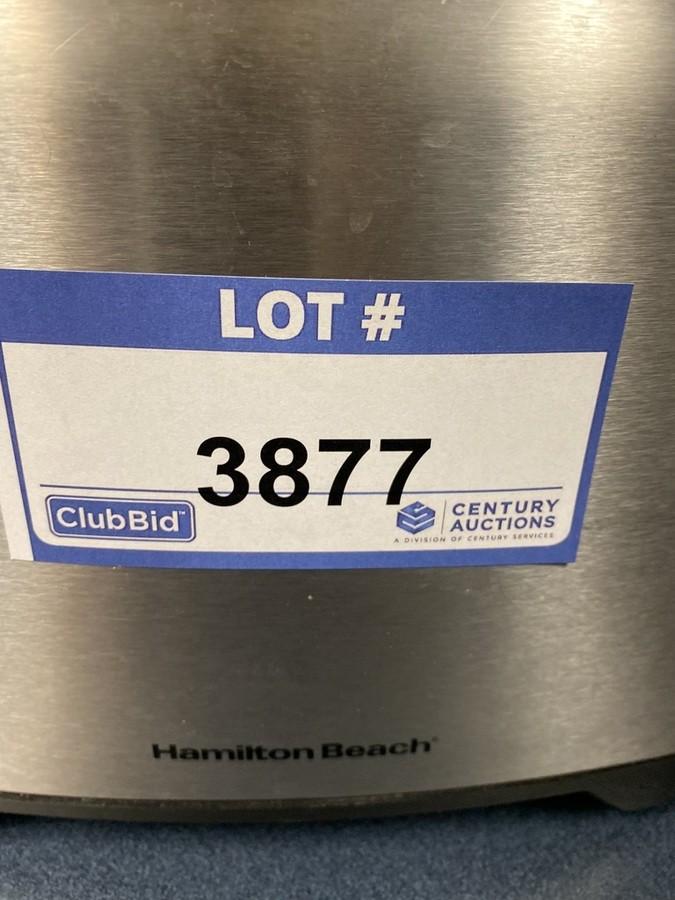 LOT #
3877
ClubBid™
CENTURY
AUCTIONS
A DIVISION OF CENTURY SERVICES
Hamilton Beach®